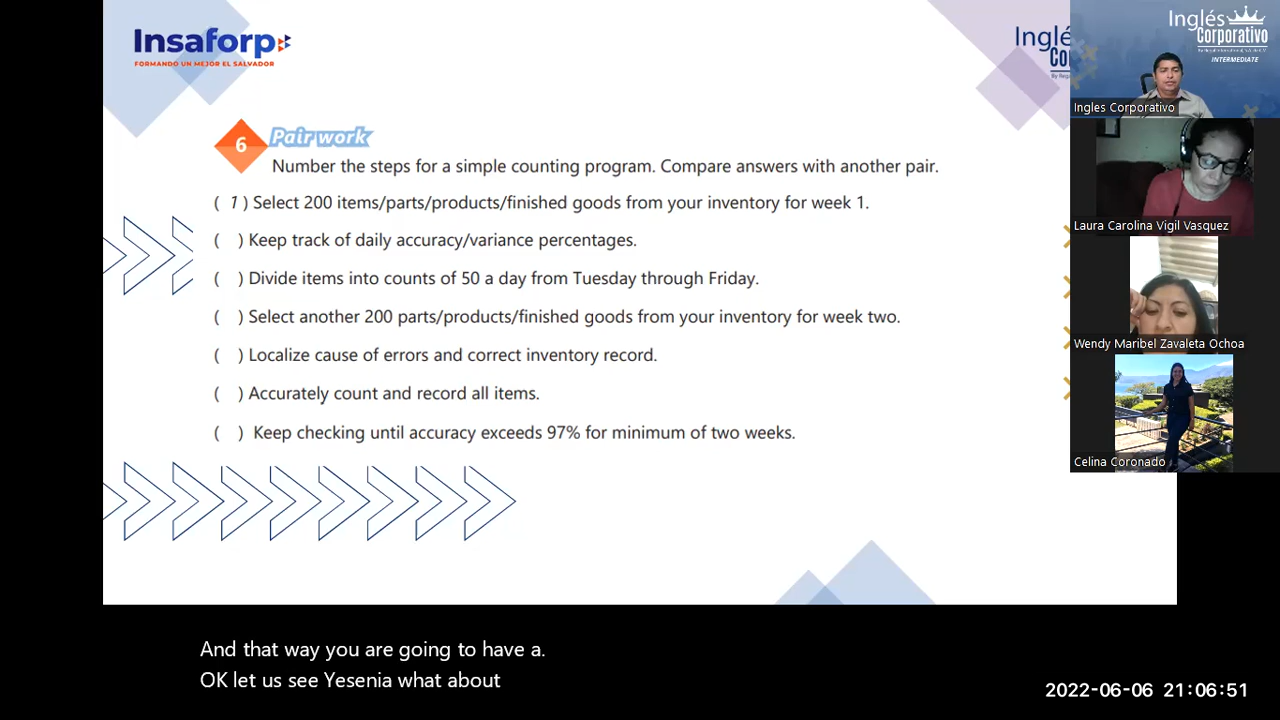 Insaforp
FORMANDO UN MEJOR EL SALVADOR
Inglé
Co
By Reg
Inglés
Corporativo
INTERMEDIATE
Ingles Corporativo
6
Pair work
Number the steps for a simple counting program. Compare answers with another pair.
( 1 ) Select 200 items/parts/products/finished goods from your inventory for week 1.
( ) Keep track of daily accuracy/variance percentages.
( ) Divide items into counts of 50 a day from Tuesday through Friday.
( ) Select another 200 parts/products/finished goods from your inventory for week two.
( ) Localize cause of errors and correct inventory record.
( ) Accurately count and record all items.
( ) Keep checking until accuracy exceeds 97% for minimum of two weeks.
Laura Carolina Vigil Vasquez
Wendy Maribel Zavaleta Ochoa
Celina Coronado
And that way you are going to have a.
OK let us see Yesenia what about
2022-06-06 21:06:51